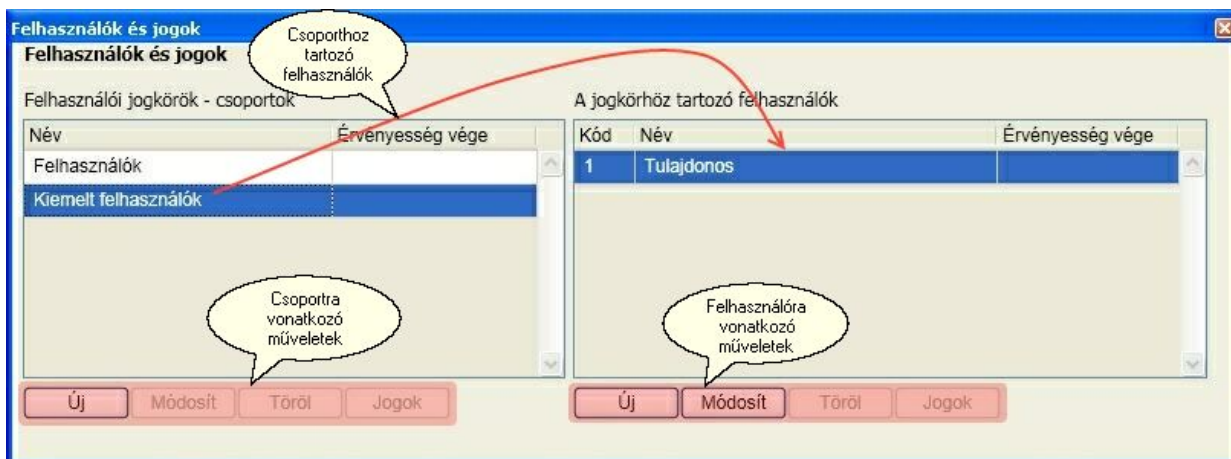 Felhasználók és jogok
Felhasználók és jogok
Csoporthoz
tartozó
felhasználók
Felhasználói jogkörök - csoportok
Név Érvényesség vége
Felhasználók
Kiemelt felhasználók
Csoportra
vonatkozó
műveletek
Új Módosít Töröl Jogok
A jogkörhöz tartozó felhasználók
Kód Név Érvényesség vége
1 Tulajdonos
Felhasználóra
vonatkozó
műveletek
Új Módosít Töröl Jogok